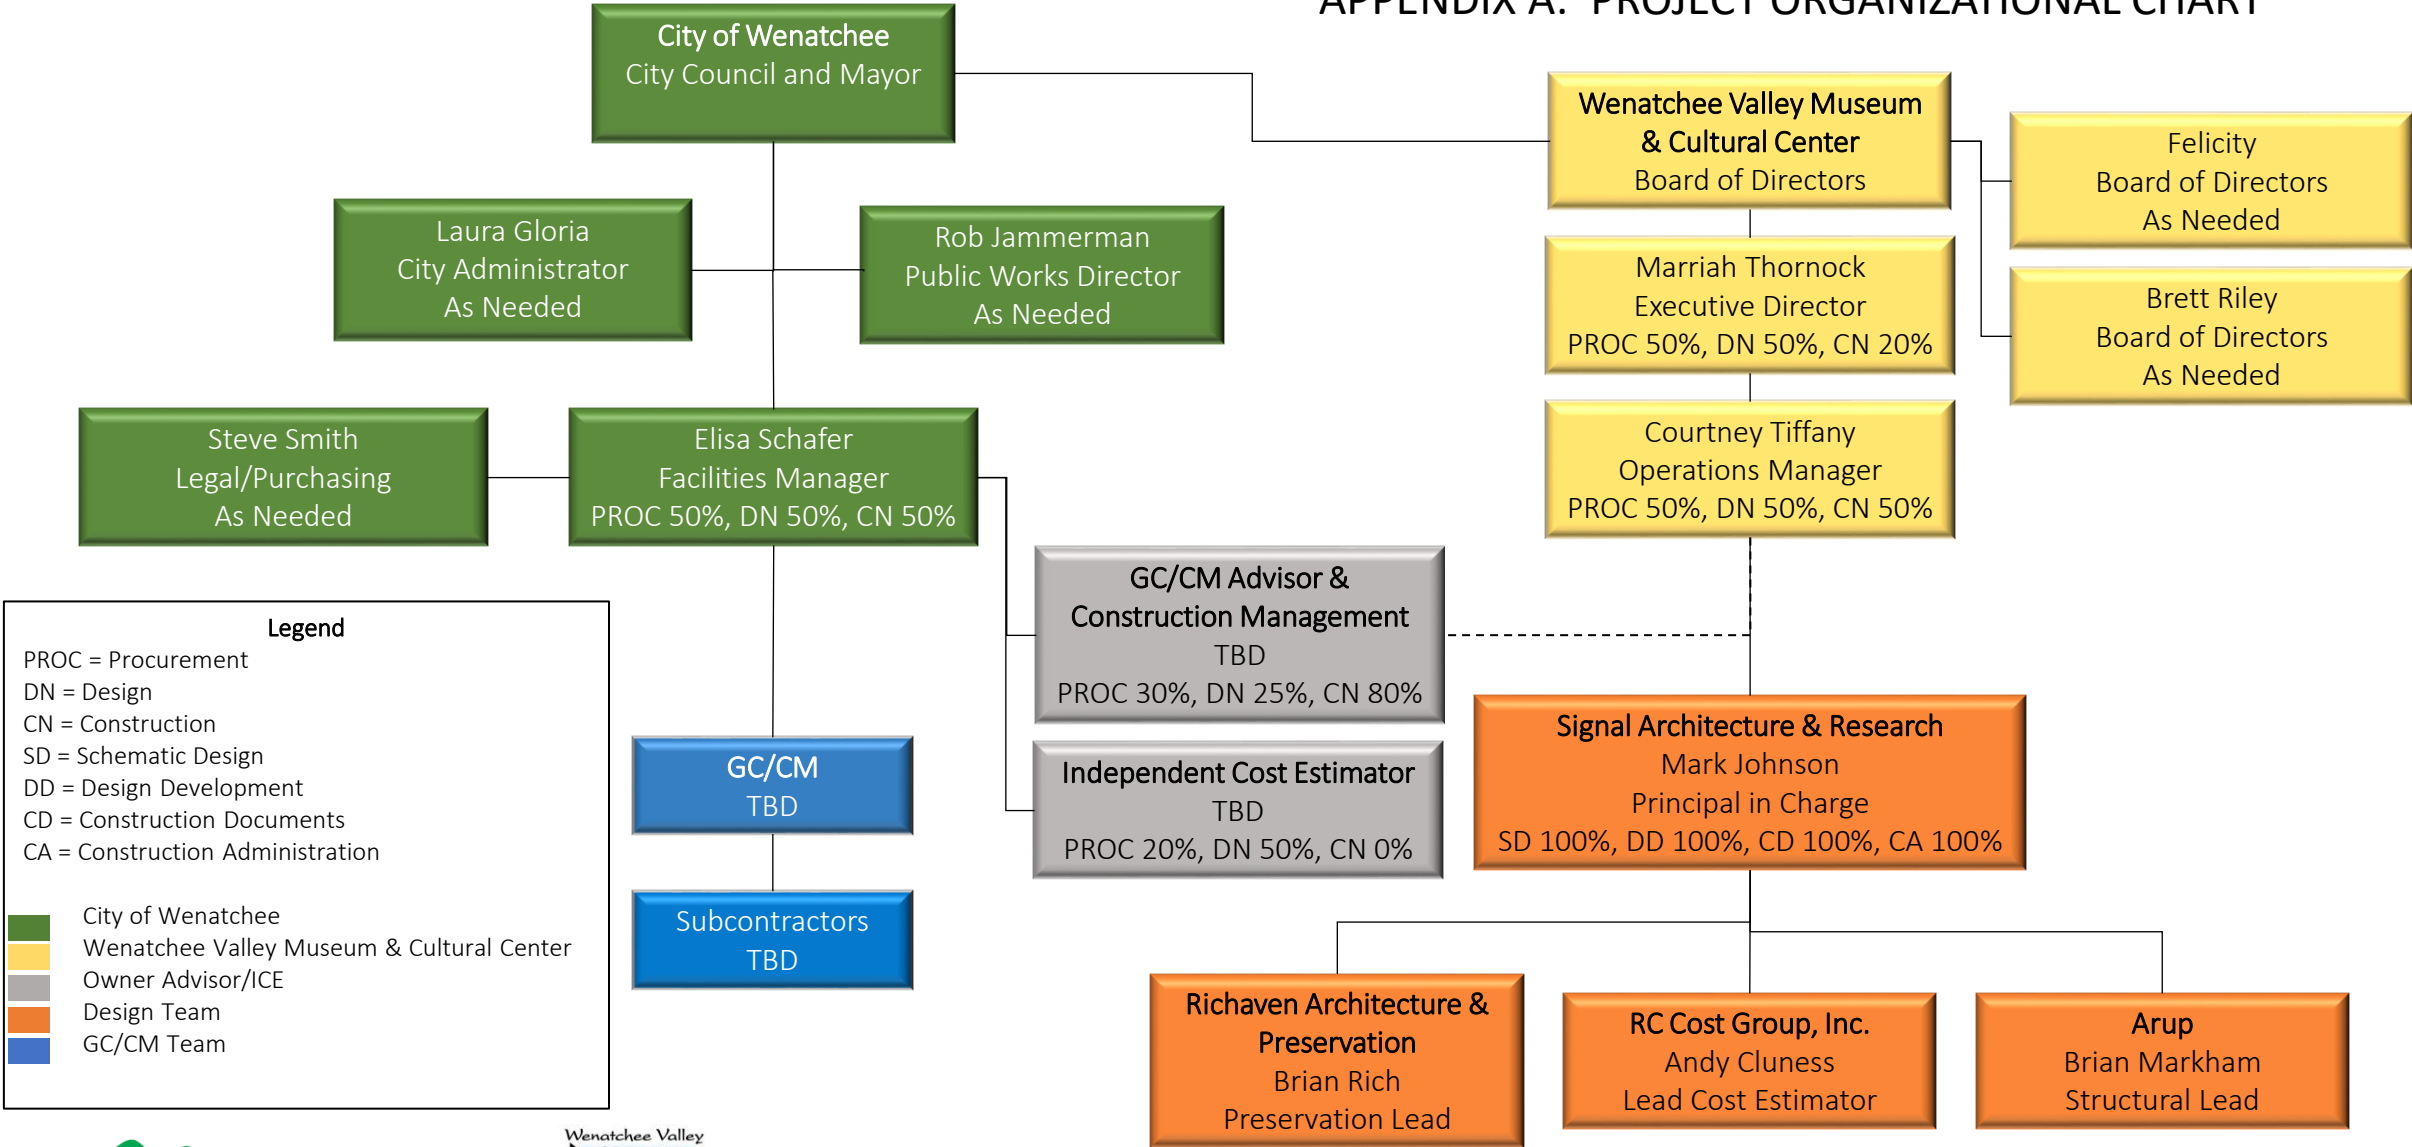 APPENDIX A: PROJECT ORGANIZATIONAL CHART
City of Wenatchee
City Council and Mayor
Wenatchee Valley Museum
& Cultural Center
Board of Directors
Felicity
Board of Directors
As Needed
Laura Gloria
City Administrator
As Needed
Rob Jammerman
Public Works Director
As Needed
Marriah Thornock
Executive Director
PROC 50%, DN 50%, CN 20%
Brett Riley
Board of Directors
As Needed
Steve Smith
Legal/Purchasing
As Needed
Elisa Schafer
Facilities Manager
PROC 50%, DN 50%, CN 50%
Courtney Tiffany
Operations Manager
PROC 50%, DN 50%, CN 50%
GC/CM Advisor &
Construction Management
TBD
PROC 30%, DN 25%, CN 80%
Independent Cost Estimator
TBD
PROC 20%, DN 50%, CN 0%
GC/CM
TBD
Subcontractors
TBD
Signal Architecture & Research
Mark Johnson
Principal in Charge
SD 100%, DD 100%, CD 100%, CA 100%
Richaven Architecture &
Preservation
Brian Rich
Preservation Lead
RC Cost Group, Inc.
Andy Cluness
Lead Cost Estimator
Arup
Brian Markham
Structural Lead
Legend
PROC = Procurement
DN = Design
CN = Construction
SD = Schematic Design
DD = Design Development
CD = Construction Documents
CA = Construction Administration
City of Wenatchee
Wenatchee Valley Museum & Cultural Center
Owner Advisor/ICE
Design Team
GC/CM Team
Wenatchee Valley